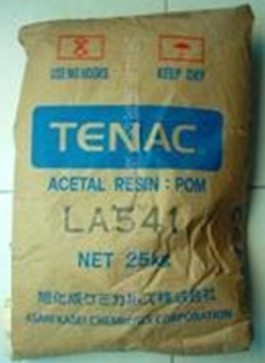 USE NO HOOKS KEEP DRY
TENAC
ACETAL RESIN : POM
LA541
NET 25kg
旭化成ケミカルズ株式会社
ASAHI KASEI CHEMICALS CORPORATION